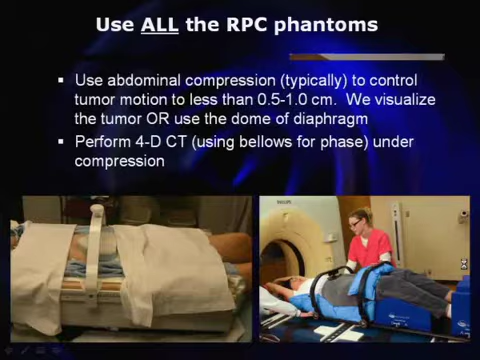 Use ALL the RPC phantoms
▪ Use abdominal compression (typically) to control
tumor motion to less than 0.5-1.0 cm. We visualize
the tumor OR use the dome of diaphragm
▪ Perform 4-D CT (using bellows for phase) under
compression